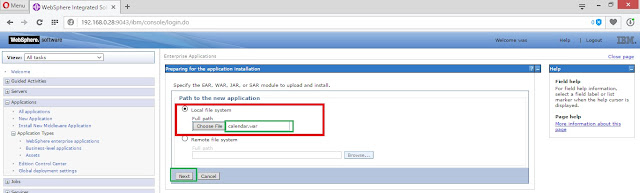 Menu
WebSphere Integrated Sol
192.168.0.28:9043/ibm/console/login.do
WebSphere. software
Welcome was
Help
Logout
IBM.
View: All tasks
Welcome
Guided Activities
Servers
Applications
All applications
New Application
Install New Middleware Application
Application Types
WebSphere enterprise applications
Business-level applications
Assets
Edition Control Center
Global deployment settings
Jobs
Services
Enterprise Applications
Preparing for the application installation
Specify the EAR, WAR, JAR, or SAR module to upload and install.
Path to the new application
Local file system
Full path
Choose File calendar.war
Remote file system
Full path
Browse...
Next
Cancel
Help
Field help
For field help information,
select a field label or list
marker when the help cursor is
displayed.
Page help
More information about this
page